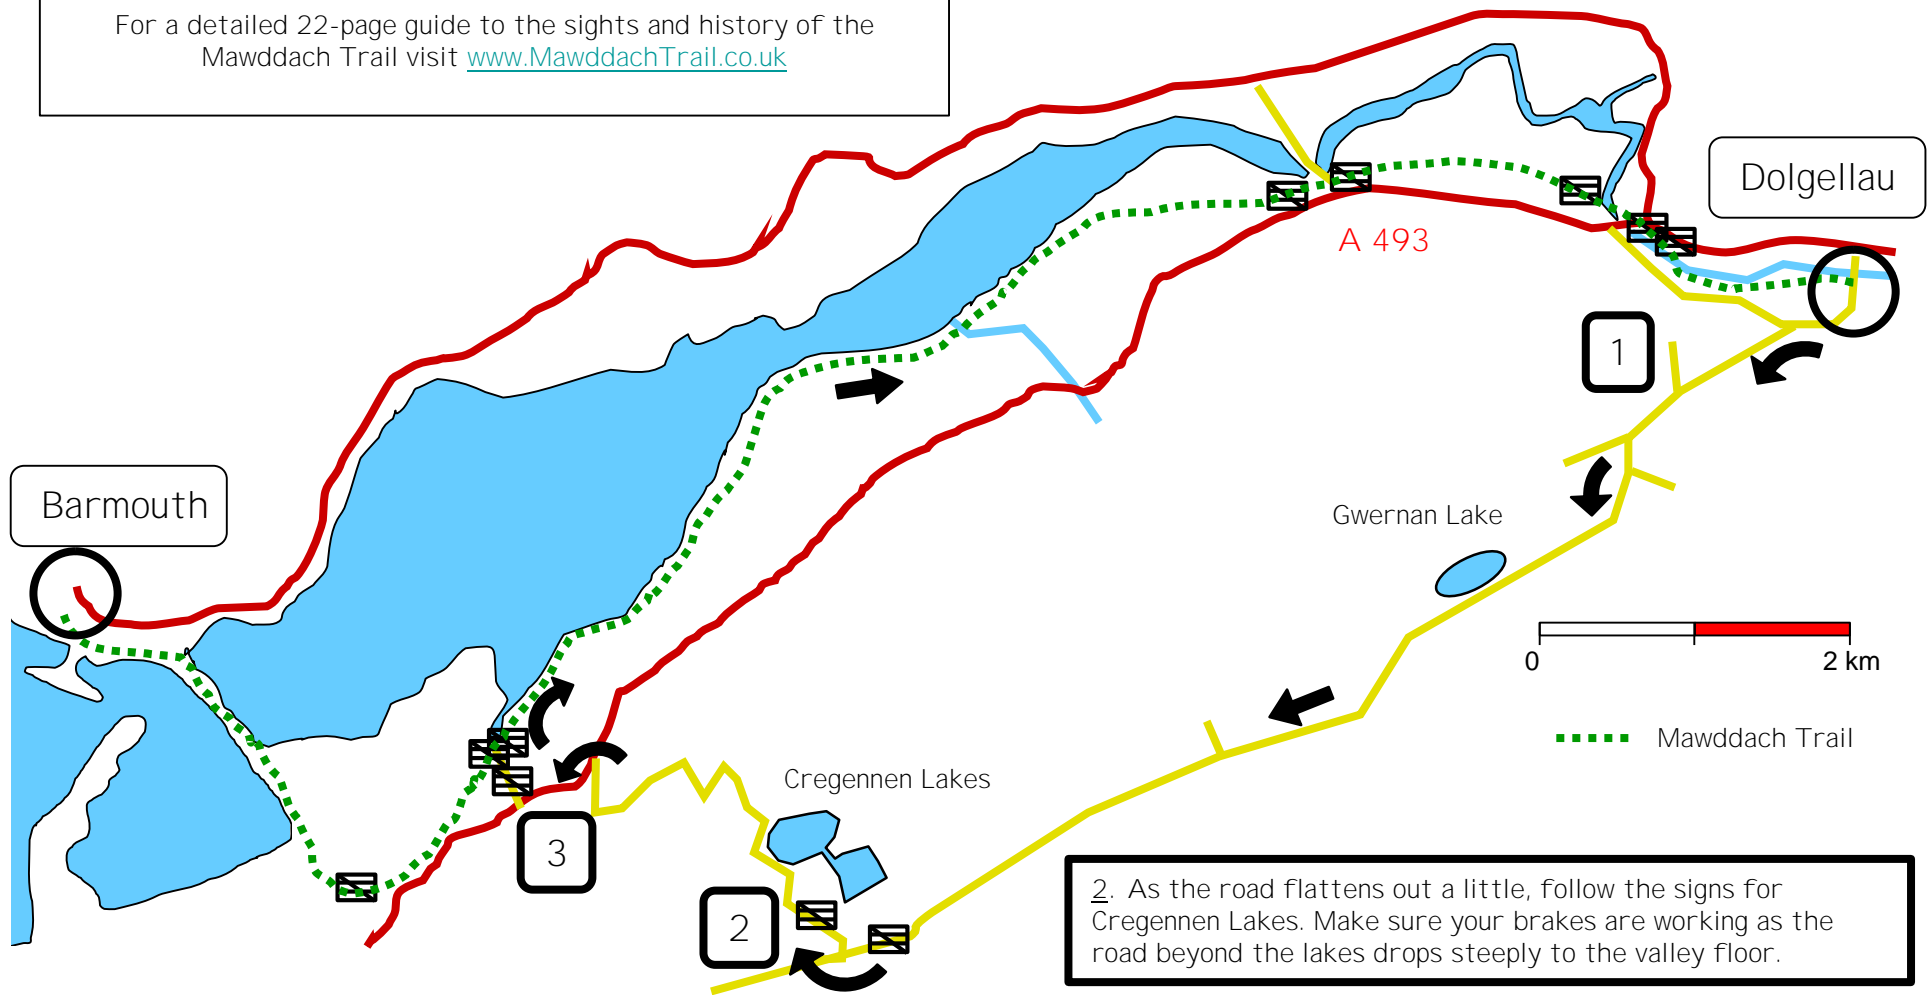 For a detailed 22-page guide to the sights and history of the
Mawddach Trail visit www.MawddachTrail.co.uk
Dolgellau
A 493
1
Barmouth
Gwernan Lake
0 2 km
Mawddach Trail
Cregennen Lakes
3
2
2. As the road flattens out a little, follow the signs for
Cregennen Lakes. Make sure your brakes are working as the
road beyond the lakes drops steeply to the valley floor.